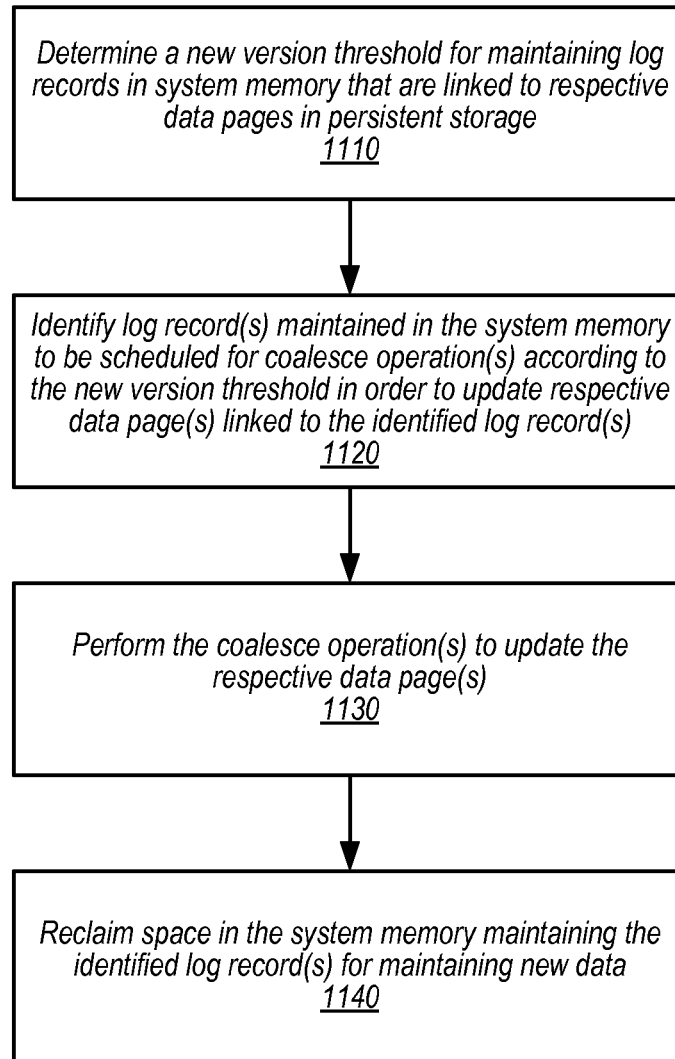 Determine a new version threshold for maintaining log
records in system memory that are linked to respective
data pages in persistent storage
1110
Identify log record(s) maintained in the system memory
to be scheduled for coalesce operation(s) according to
the new version threshold in order to update respective
data page(s) linked to the identified log record(s)
1120
Perform the coalesce operation(s) to update the
respective data page(s)
1130
Reclaim space in the system memory maintaining the
identified log record(s) for maintaining new data
1140